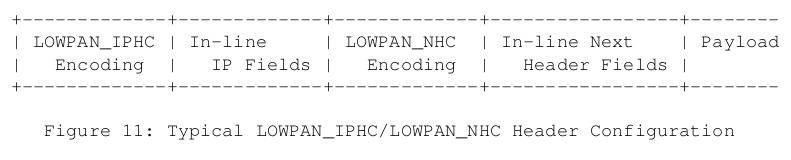 +-------------+-------------+-------------+-----------------+--------
| LOWPAN_IPHC | In-line     | LOWPAN_NHC  | In-line Next    | Payload
|   Encoding  |   IP Fields |   Encoding  |   Header Fields |
+-------------+-------------+-------------+-----------------+--------
Figure 11: Typical LOWPAN_IPHC/LOWPAN_NHC Header Configuration